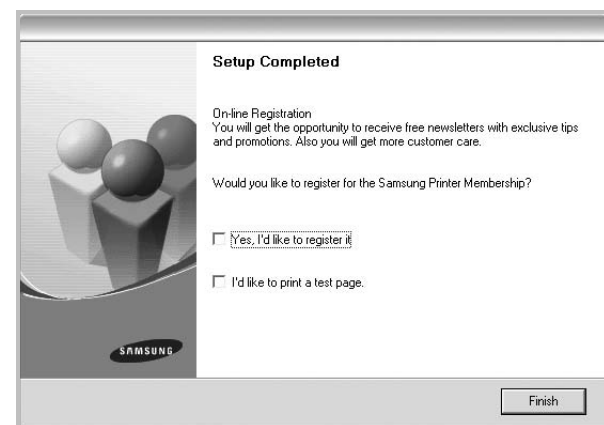 Setup Completed
On-line Registration
You will get the opportunity to receive free newsletters with exclusive tips
and promotions. Also you will get more customer care.
Would you like to register for the Samsung Printer Membership?
Yes, I'd like to register it
I'd like to print a test page.
SAMSUNG
Finish